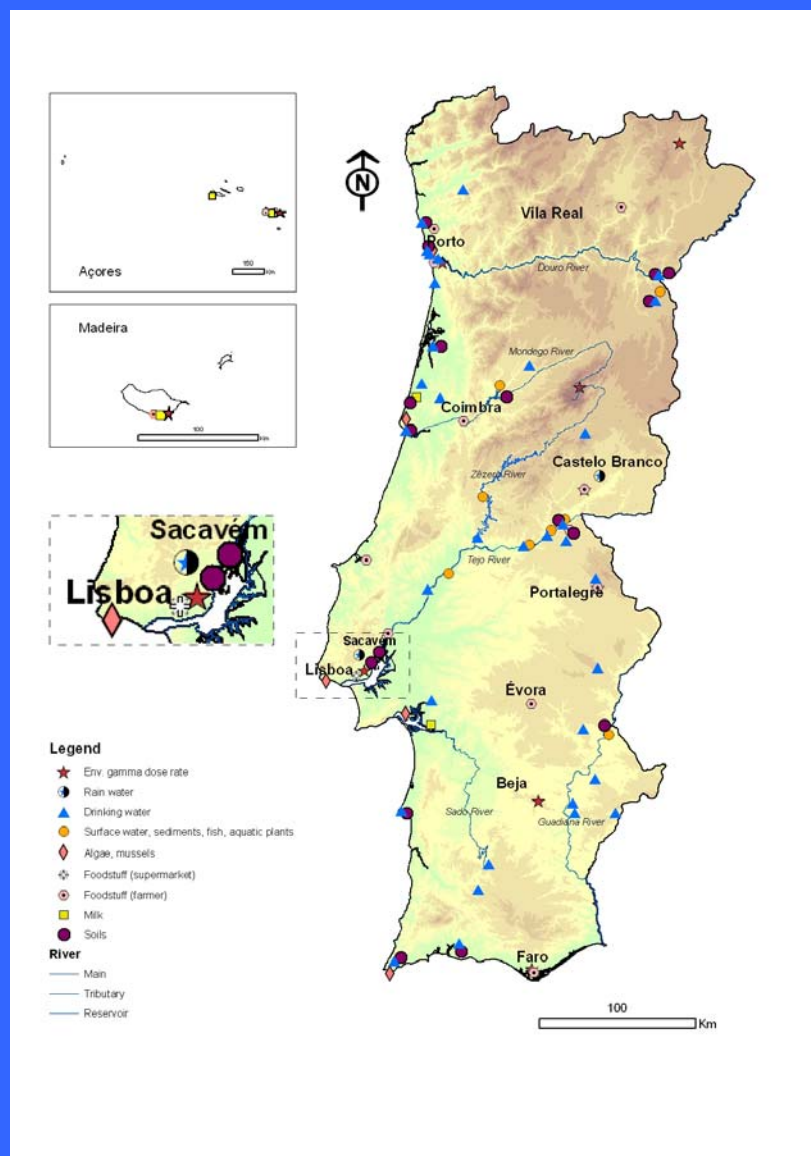 Açores
150
Km
Madeira
100
Km
N
Vila Real
Porto
Douro River
Mondego River
Coimbra
Castelo Branco
Zêzere River
Tejo River
Portalegre
Sacavém
Lisboa
Sacavém
Lisboa
Évora
Beja
Sado River
Guadiana River
Faro
100
Km
Legend
Env. gamma dose rate
Rain water
Drinking water
Surface water, sediments, fish, aquatic plants
Algae, mussels
Foodstuff (supermarket)
Foodstuff (farmer)
Milk
Soils
River
Main
Tributary
Reservoir